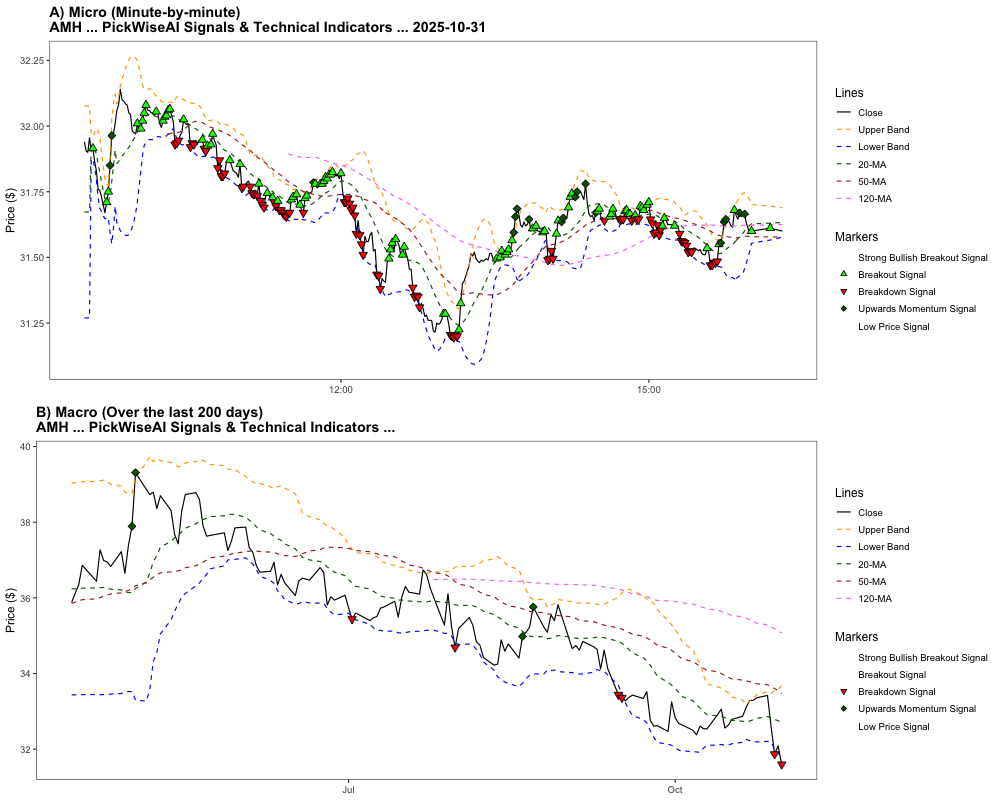 A) Micro (Minute-by-minute)
AMH ... PickWiseAI Signals & Technical Indicators ... 2025-10-31
Price ($)
32.25
32.00
31.75
31.50
31.25
12:00
15:00
Lines
Close
Upper Band
Lower Band
20-MA
50-MA
120-MA
Markers
Strong Bullish Breakout Signal
Breakout Signal
Breakdown Signal
Upwards Momentum Signal
Low Price Signal
B) Macro (Over the last 200 days)
AMH ... PickWiseAI Signals & Technical Indicators ...
Price ($)
40
38
36
34
32
Jul
Oct
Lines
Close
Upper Band
Lower Band
20-MA
50-MA
120-MA
Markers
Strong Bullish Breakout Signal
Breakout Signal
Breakdown Signal
Upwards Momentum Signal
Low Price Signal